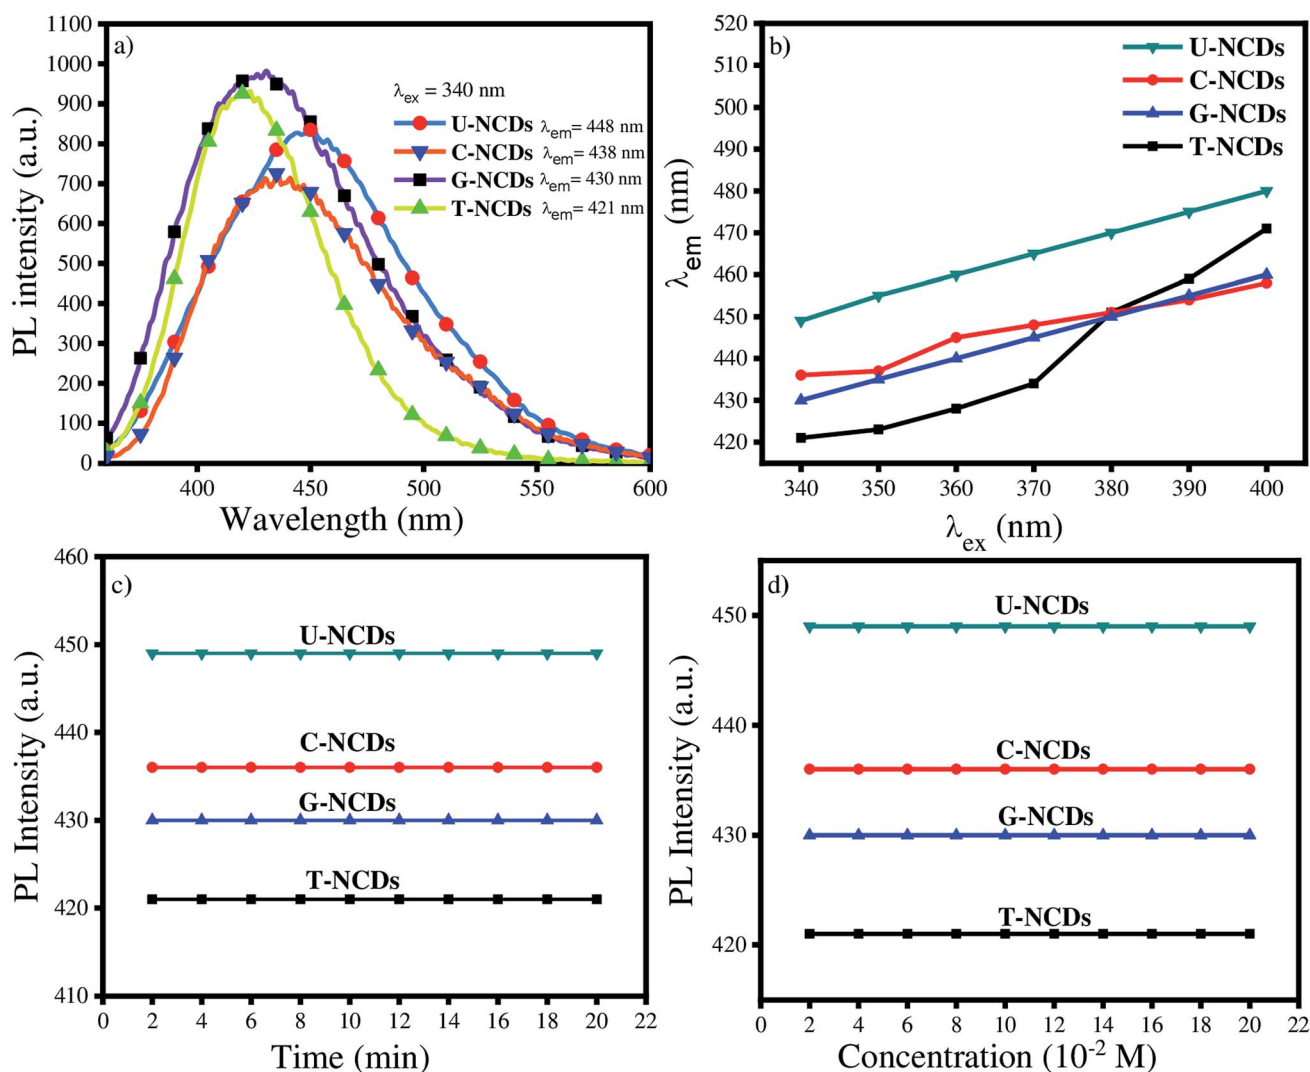 a)
PL intensity (a.u.)
1100
1000
900
800
700
600
500
400
300
200
100
0
λex = 340 nm
U-NCDs λem= 448 nm
C-NCDs λem= 438 nm
G-NCDs λem= 430 nm
T-NCDs λem= 421 nm
400 450 500 550 600
Wavelength (nm)
b)
λem (nm)
520
510
500
490
480
470
460
450
440
430
420
U-NCDs
C-NCDs
G-NCDs
T-NCDs
340 350 360 370 380 390 400
λex (nm)
c)
PL Intensity (a.u.)
460
450
440
430
420
410
U-NCDs
C-NCDs
G-NCDs
T-NCDs
0 2 4 6 8 10 12 14 16 18 20 22
Time (min)
d)
PL Intensity (a.u.)
450
440
430
420
U-NCDs
C-NCDs
G-NCDs
T-NCDs
0 2 4 6 8 10 12 14 16 18 20 22
Concentration (10-2 M)